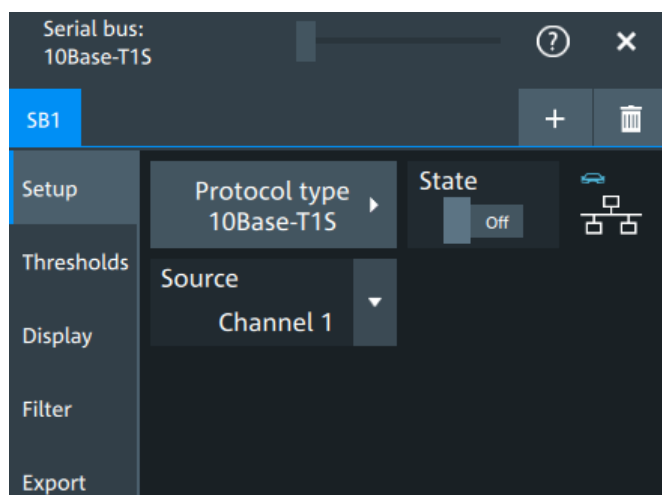 Serial bus:
10Base-T1S
?
SB1
+
Setup
Protocol type
10Base-T1S
State
Off
Thresholds
Source
Channel 1
Display
Filter
Export